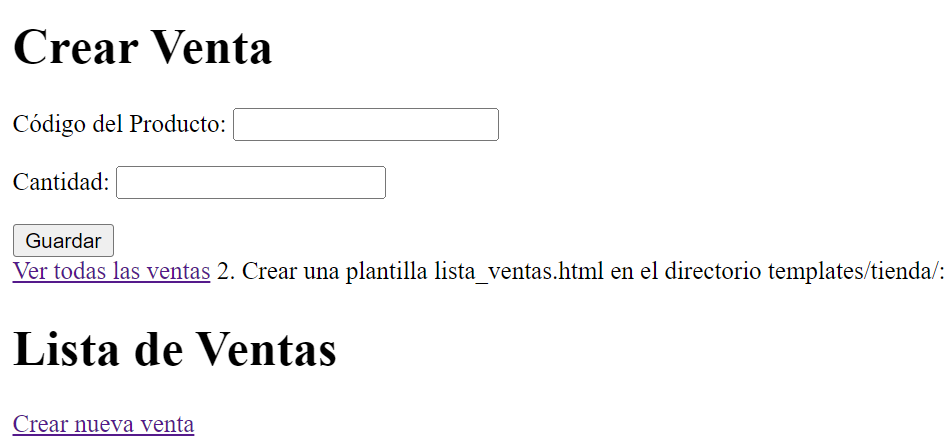 Crear Venta
Código del Producto:
Cantidad:
Guardar
Ver todas las ventas 2. Crear una plantilla lista_ventas.html en el directorio templates/tienda/:
Lista de Ventas
Crear nueva venta